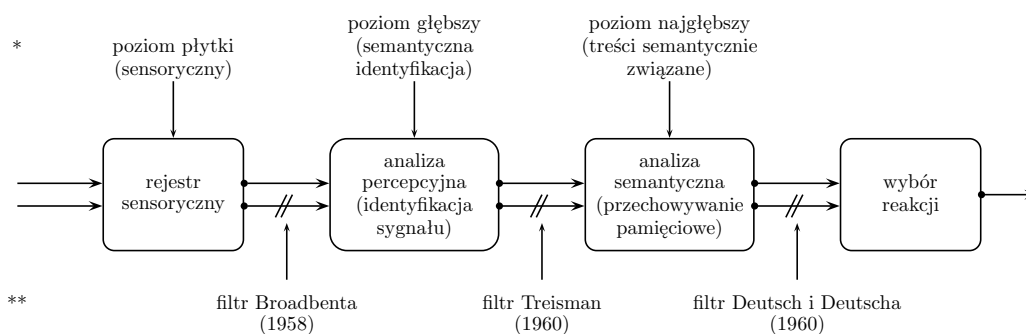 *
poziom płytki
(sensoryczny)
poziom głębszy
(semantyczna
identyfikacja)
poziom najgłębszy
(treści semantycznie
związane)
rejestr
sensoryczny
analiza
percepcyjna
(identyfikacja
sygnału)
analiza
semantyczna
(przechowywanie
pamięciowe)
wybór
reakcji
**
filtr Broadbenta
(1958)
filtr Treisman
(1960)
filtr Deutsch i Deutscha
(1960)